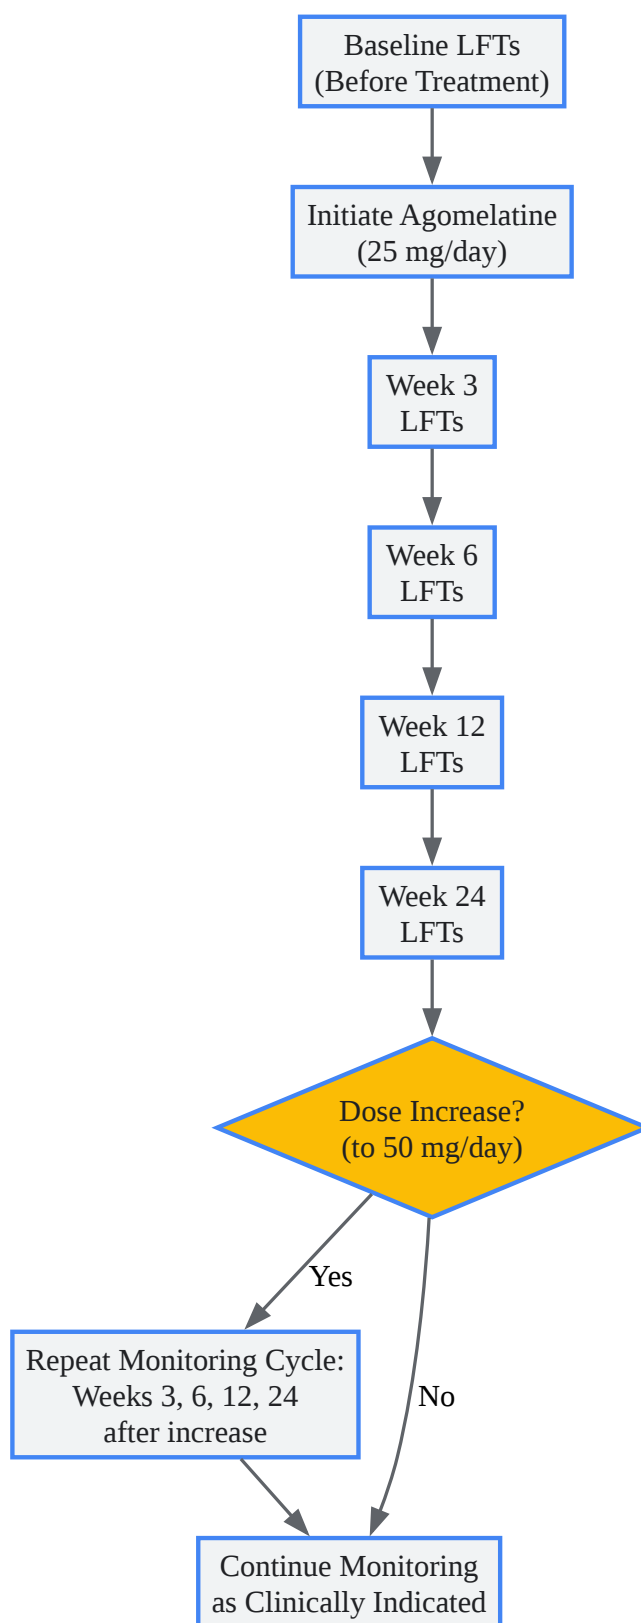 Baseline LFTs
(Before Treatment)
Initiate Agomelatine
(25 mg/day)
Week 3
LFTs
Week 6
LFTs
Week 12
LFTs
Week 24
LFTs
Dose Increase?
(to 50 mg/day)
Yes
Repeat Monitoring Cycle:
Weeks 3, 6, 12, 24
after increase
No
Continue Monitoring
as Clinically Indicated